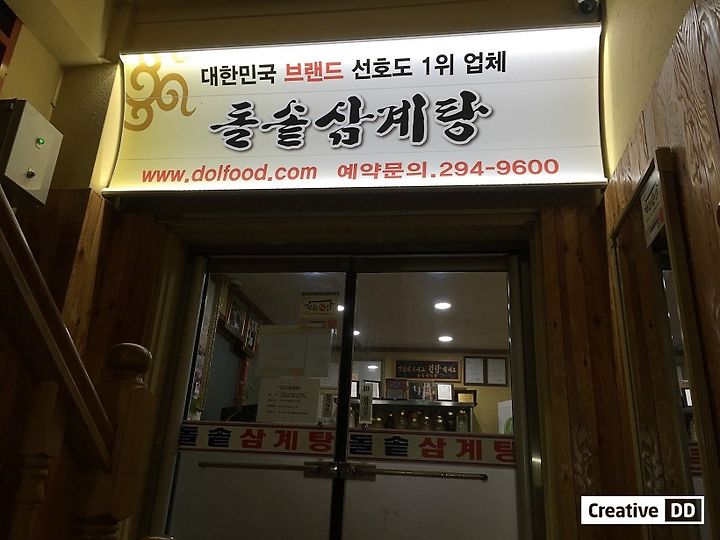 대한민국 브랜드 선호도 1위 업체
돌솥삼계탕
www.dolfood.com 예약문의.294-9600
돌솥삼계탕 돌솥삼계탕
Creative DD